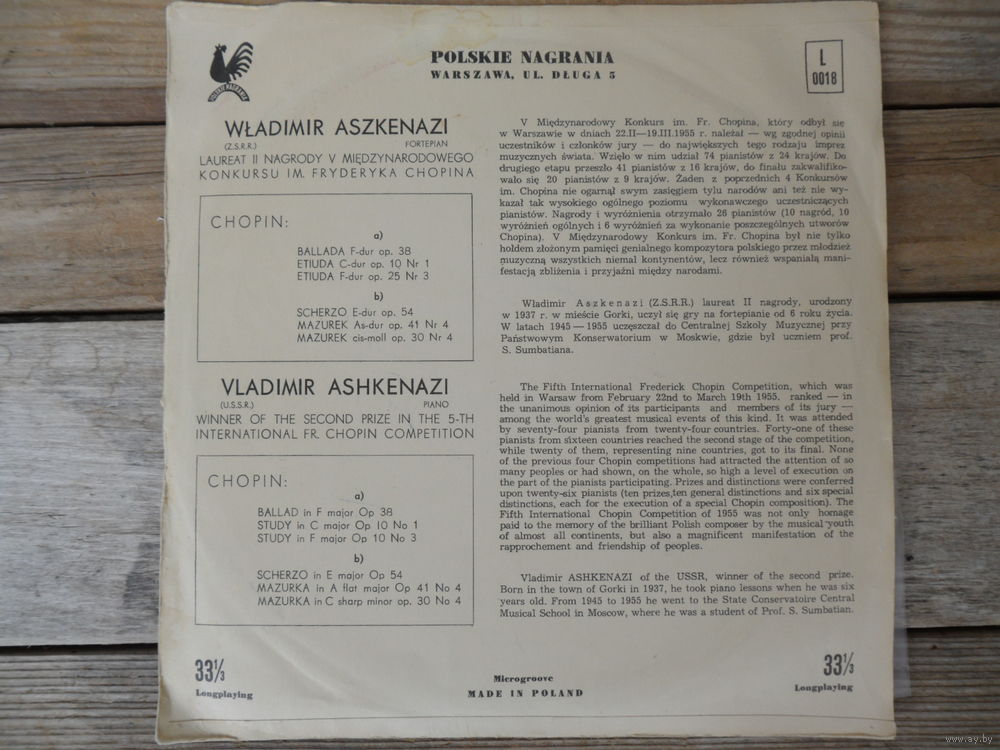 POLSKIE NAGRANIA
WARSZAWA, UL. DŁUGA 5
POLSKIE NAGRANIA
L
0018
WŁADIMIR ASZKENAZI
(Z.S.R.R.) FORTEPIAN
LAUREAT II NAGRODY V MIĘDZYNARODOWEGO
KONKURSU IM. FRYDERYKA CHOPINA
CHOPIN:
a)
BALLADA F-dur op. 38
ETIUDA C-dur op. 10 Nr 1
ETIUDA F-dur op. 25 Nr 3
b)
SCHERZO E-dur op. 54
MAZUREK As-dur op. 41 Nr 4
MAZUREK cis-moll op. 30 Nr 4
VLADIMIR ASHKENAZI
(U.S.S.R.) PIANO
WINNER OF THE SECOND PRIZE IN THE 5-TH
INTERNATIONAL FR. CHOPIN COMPETITION
CHOPIN:
a)
BALLAD in F major Op 38
STUDY in C major Op 10 No 1
STUDY in F major Op 10 No 3
b)
SCHERZO in E major Op 54
MAZURKA in A flat major Op 41 No 4
MAZURKA in C sharp minor op. 30 No 4
V Międzynarodowy Konkurs im. Fr. Chopina, który odbył się
w Warszawie w dniach 22.II—19.III.1955 r. należał — wg zgodnej opinii
uczestników i członków jury — do największych tego rodzaju imprez
muzycznych świata. Wzięło w nim udział 74 pianistów z 24 krajów. Do
drugiego etapu przeszło 41 pianistów z 16 krajów, do finału zakwalifiko-
wało się 20 pianistów z 9 krajów. Żaden z poprzednich 4 Konkursów
im. Chopina nie ogarnął swym zasięgiem tylu narodów ani też nie wy-
kazał tak wysokiego ogólnego poziomu wykonawczego uczestniczących
pianistów. Nagrody i wyróżnienia otrzymało 26 pianistów (10 nagród, 10
wyróżnień ogólnych i 6 wyróżnień za wykonanie poszczególnych utworów
Chopina). V Międzynarodowy Konkurs im. Fr. Chopina był nie tylko
hołdem złożonym pamięci genialnego kompozytora polskiego przez młodzież
muzyczną wszystkich niemal kontynentów, lecz również wspaniałą mani-
festacją zbliżenia i przyjaźni między narodami.
Władimir Aszkenazi (Z.S.R.R.) laureat II nagrody, urodzony
w 1937 r. w mieście Gorki, uczył się gry na fortepianie od 6 roku życia.
W latach 1945—1955 uczęszczał do Centralnej Szkoły Muzycznej przy
Państwowym Konserwatorium w Moskwie, gdzie był uczniem prof.
S. Sumbatiana.
The Fifth International Frederick Chopin Competition, which was
held in Warsaw from February 22nd to March 19th 1955. ranked — in
the unanimous opinion of its participants and members of its jury —
among the world's greatest musical events of this kind. It was attended
by seventy-four pianists from twenty-four countries. Forty-one of these
pianists from sixteen countries reached the second stage of the competition,
while twenty of them, representing nine countries, got to its final. None
of the previous four Chopin competitions had attracted the attention of so
many peoples or had shown, on the whole, so high a level of execution on
the part of the pianists participating. Prizes and distinctions were conferred
upon twenty-six pianists (ten prizes,ten general distinctions and six special
distinctions, each for the execution of a special Chopin composition). The
Fifth International Chopin Competition of 1955 was not only homage
paid to the memory of the brilliant Polish composer by the musical youth
of almost all continents, but also a magnificent manifestation of the
rapprochement and friendship of peoples.
Vladimir ASHKENAZI of the USSR, winner of the second prize.
Born in the town of Gorki in 1937, he took piano lessons when he was six
years old. From 1945 to 1955 he went to the State Conservatoire Central
Musical School in Moscow, where he was a student of Prof. S. Sumbatian.
33⅓
Longplaying
Microgroove
MADE IN POLAND
33⅓
Longplaying
www.ay.by